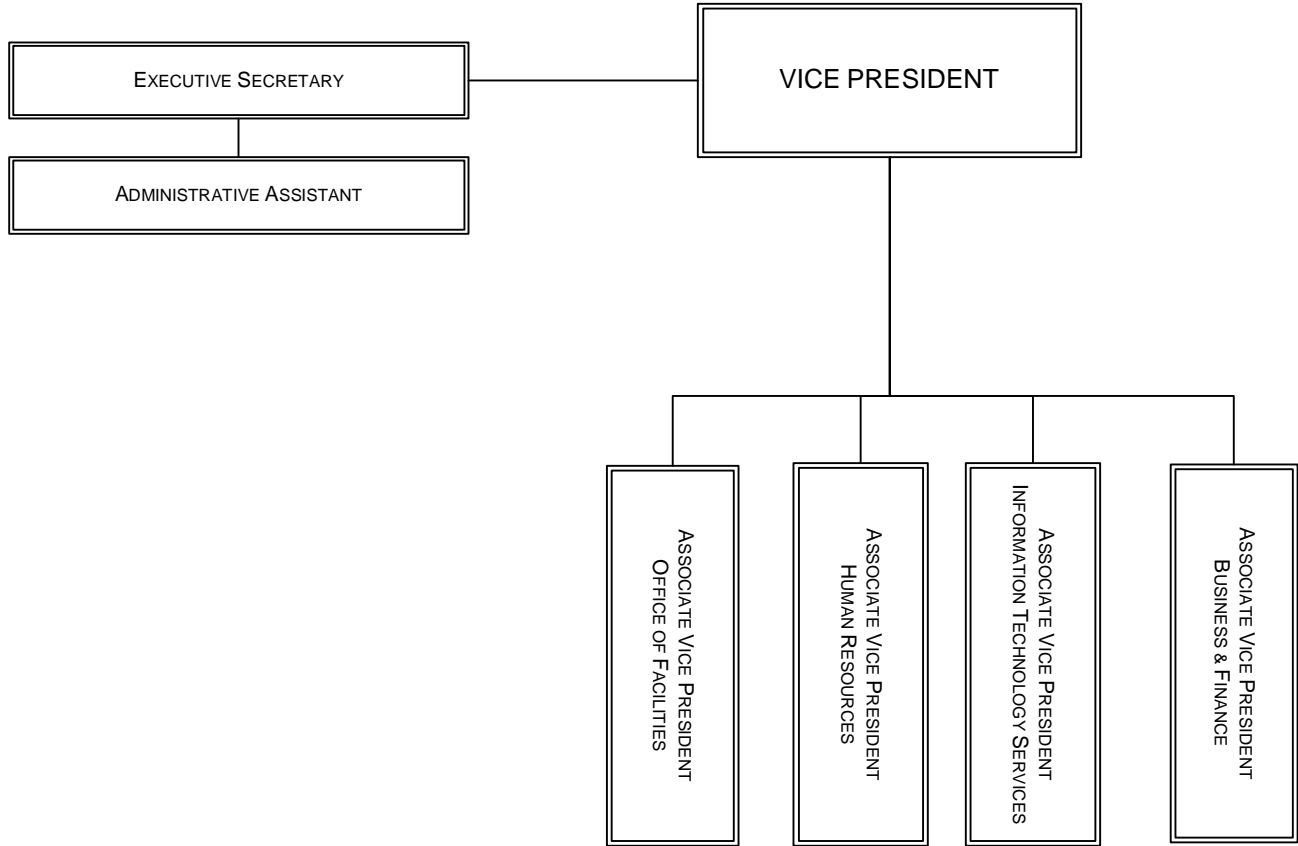 EXECUTIVE SECRETARY
VICE PRESIDENT
ADMINISTRATIVE ASSISTANT
ASSOCIATE VICE PRESIDENT
OFFICE OF FACILITIES
ASSOCIATE VICE PRESIDENT
HUMAN RESOURCES
ASSOCIATE VICE PRESIDENT
INFORMATION TECHNOLOGY SERVICES
ASSOCIATE VICE PRESIDENT
BUSINESS & FINANCE